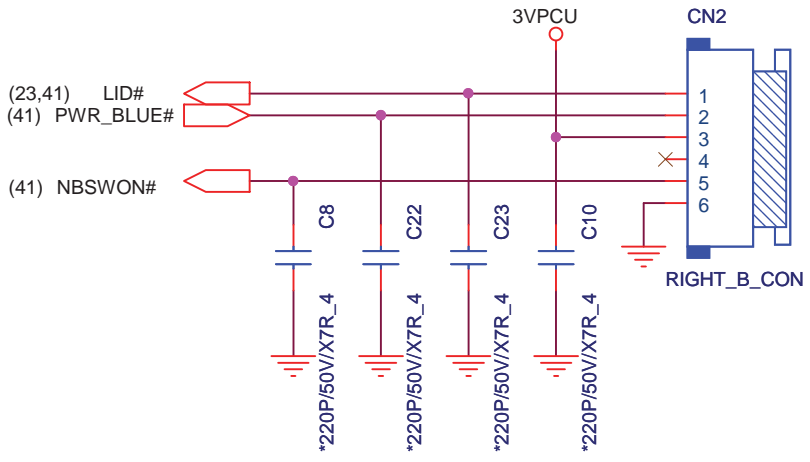 3VPCU
CN2
(23,41) LID#
(41) PWR_BLUE#
(41) NBSWON#
1
2
3
4
5
6
C8
C22
C23
C10
RIGHT_B_CON
*220P/50V/X7R_4
*220P/50V/X7R_4
*220P/50V/X7R_4
*220P/50V/X7R_4